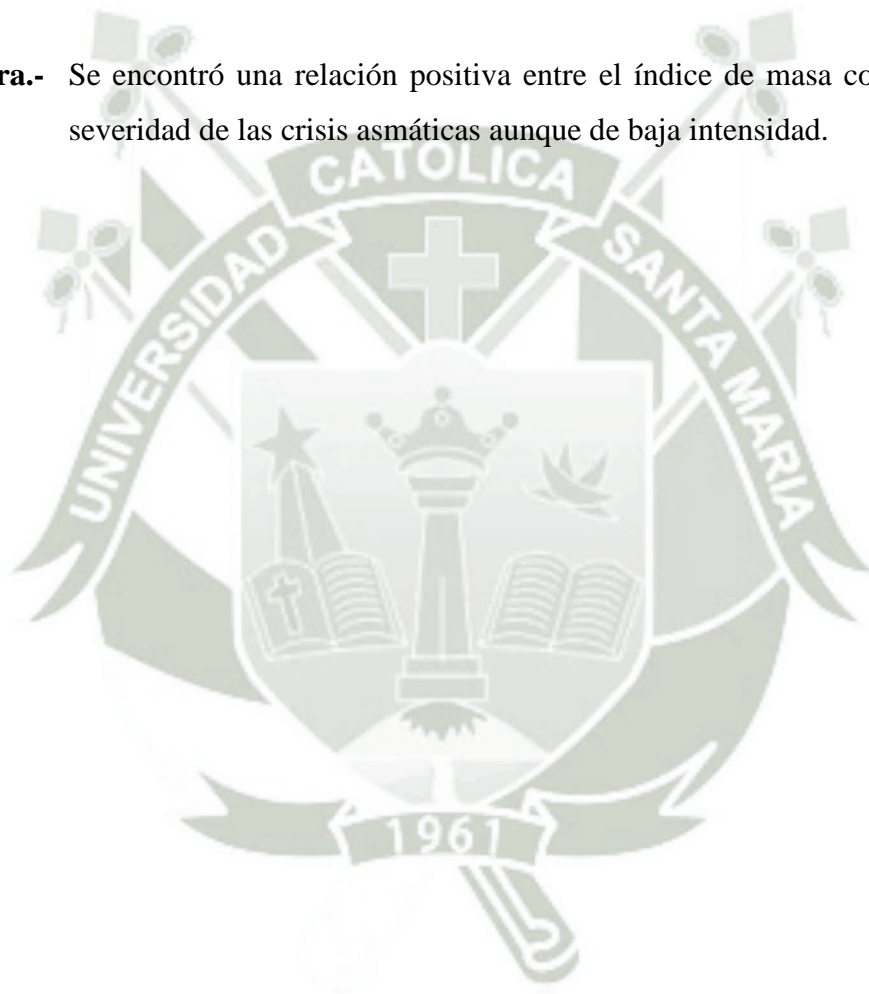 ra.- Se encontró una relación positiva entre el índice de masa co
severidad de las crisis asmáticas aunque de baja intensidad.
CATOLICA
UNIVERSIDAD
SANTA MARIA
1961